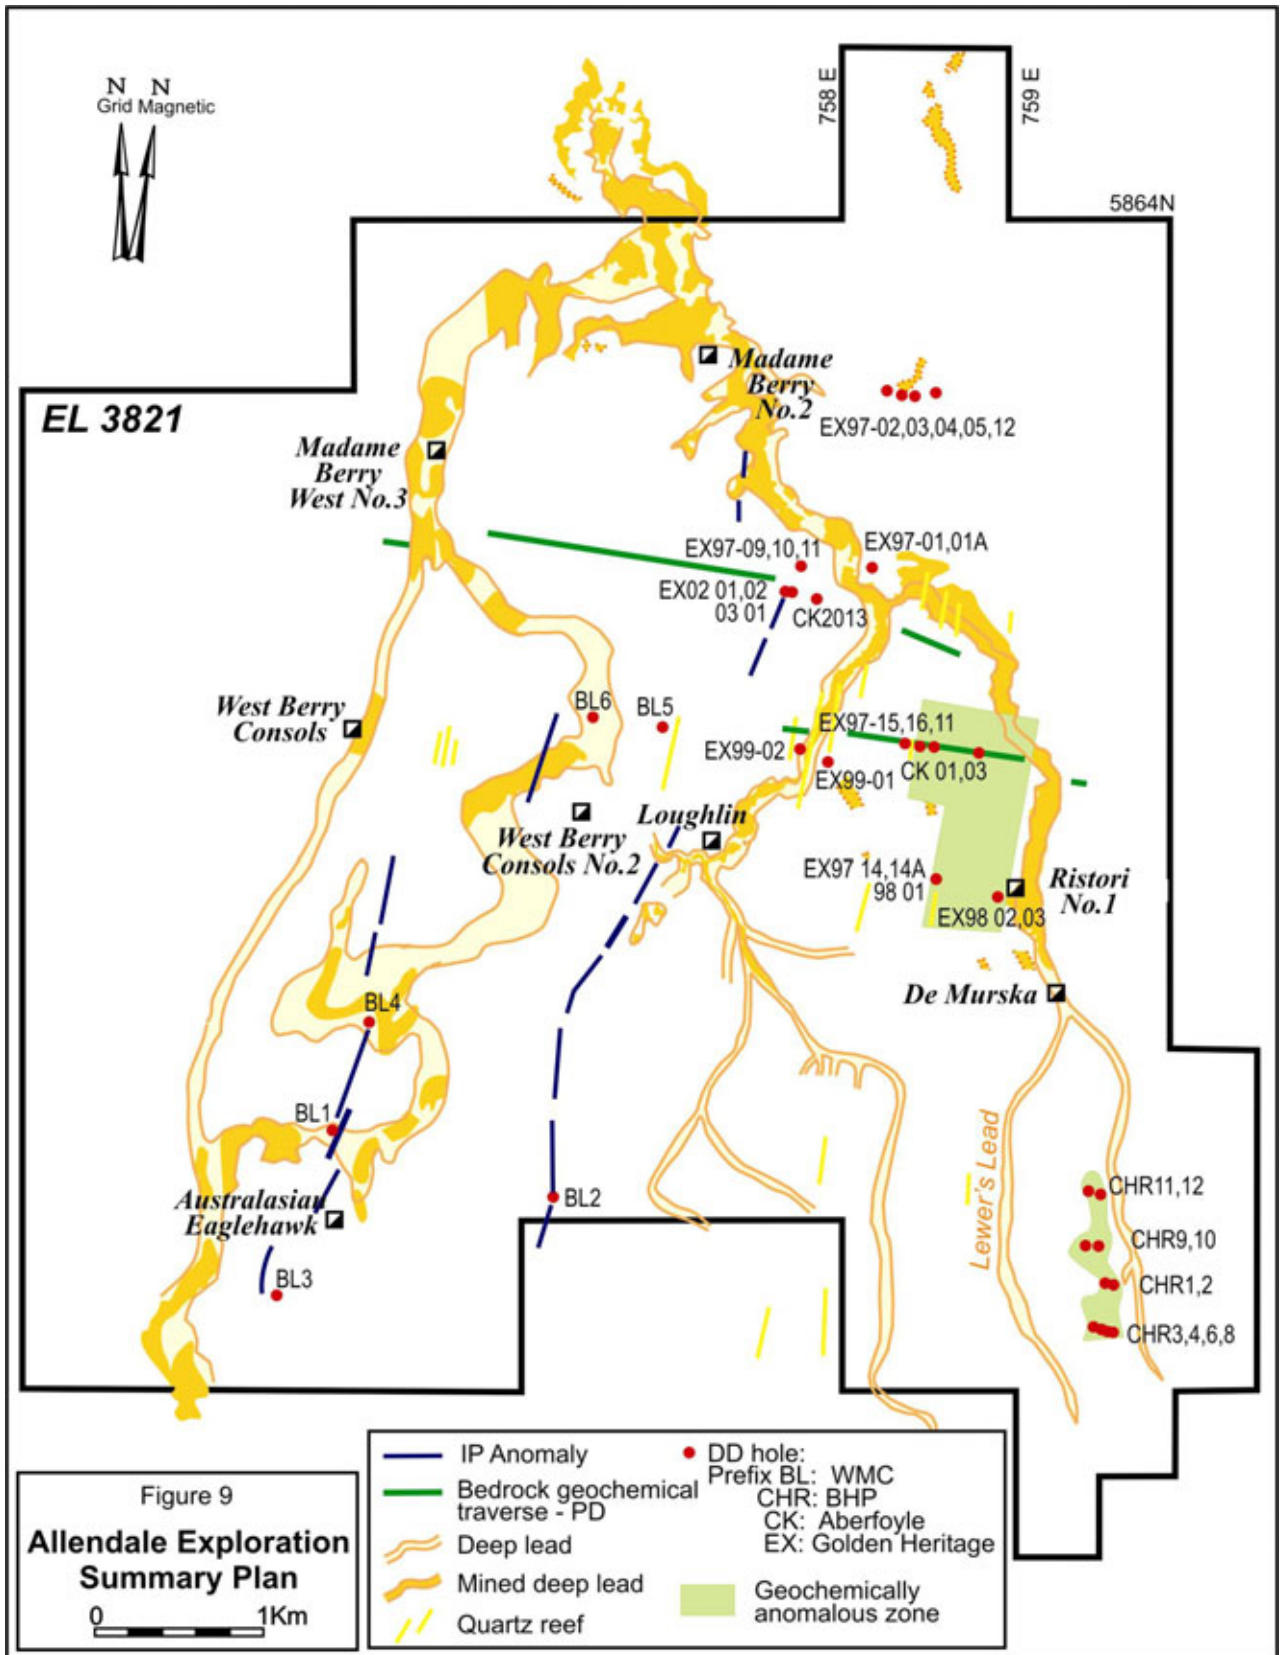 N N
Grid Magnetic
758 E
759 E
5864N
EL 3821
Madame
Berry
No.2
EX97-02,03,04,05,12
Madame
Berry
West No.3
EX97-09,10,11
EX97-01,01A
EX02 01,02
03 01
CK2013
West Berry
Consols
BL6
BL5
EX97-15,16,11
EX99-02
EX99-01
CK 01,03
Loughlin
West Berry
Consols No.2
EX97 14,14A
98 01
Ristori
No.1
EX98 02,03
De Murska
BL4
BL1
Lewer's Lead
CHR11,12
Australasian
Eaglehawk
BL2
CHR9,10
BL3
CHR1,2
CHR3,4,6,8
Figure 9
Allendale Exploration
Summary Plan
0 1Km
IP Anomaly
Bedrock geochemical
traverse - PD
Deep lead
Mined deep lead
Quartz reef
DD hole:
Prefix BL: WMC
CHR: BHP
CK: Aberfoyle
EX: Golden Heritage
Geochemically
anomalous zone